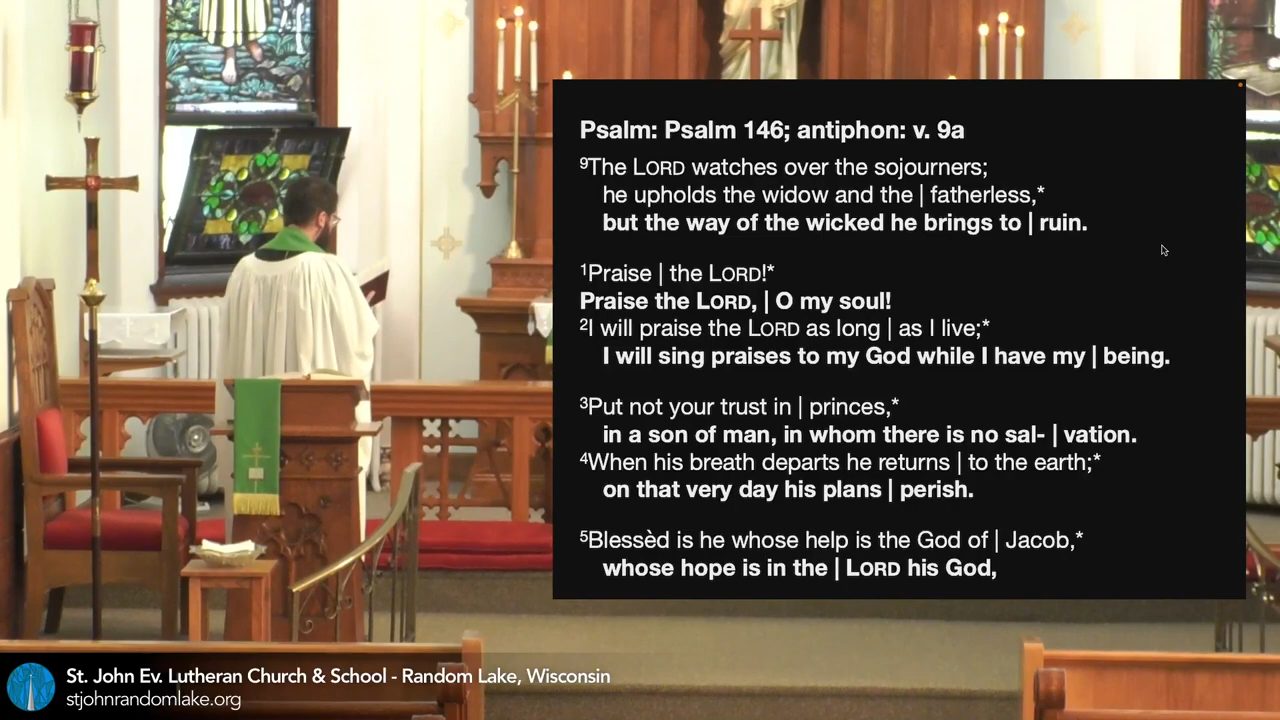 Psalm: Psalm 146; antiphon: v. 9a
⁹The LORD watches over the sojourners;
he upholds the widow and the | fatherless,*
but the way of the wicked he brings to | ruin.
¹Praise | the LORD!*
Praise the LORD, | O my soul!
²I will praise the LORD as long | as I live;*
I will sing praises to my God while I have my | being.
³Put not your trust in | princes,*
in a son of man, in whom there is no sal- | vation.
⁴When his breath departs he returns | to the earth;*
on that very day his plans | perish.
⁵Blessèd is he whose help is the God of | Jacob,*
whose hope is in the | LORD his God,
St. John Ev. Lutheran Church & School - Random Lake, Wisconsin
stjohnrandomlake.org